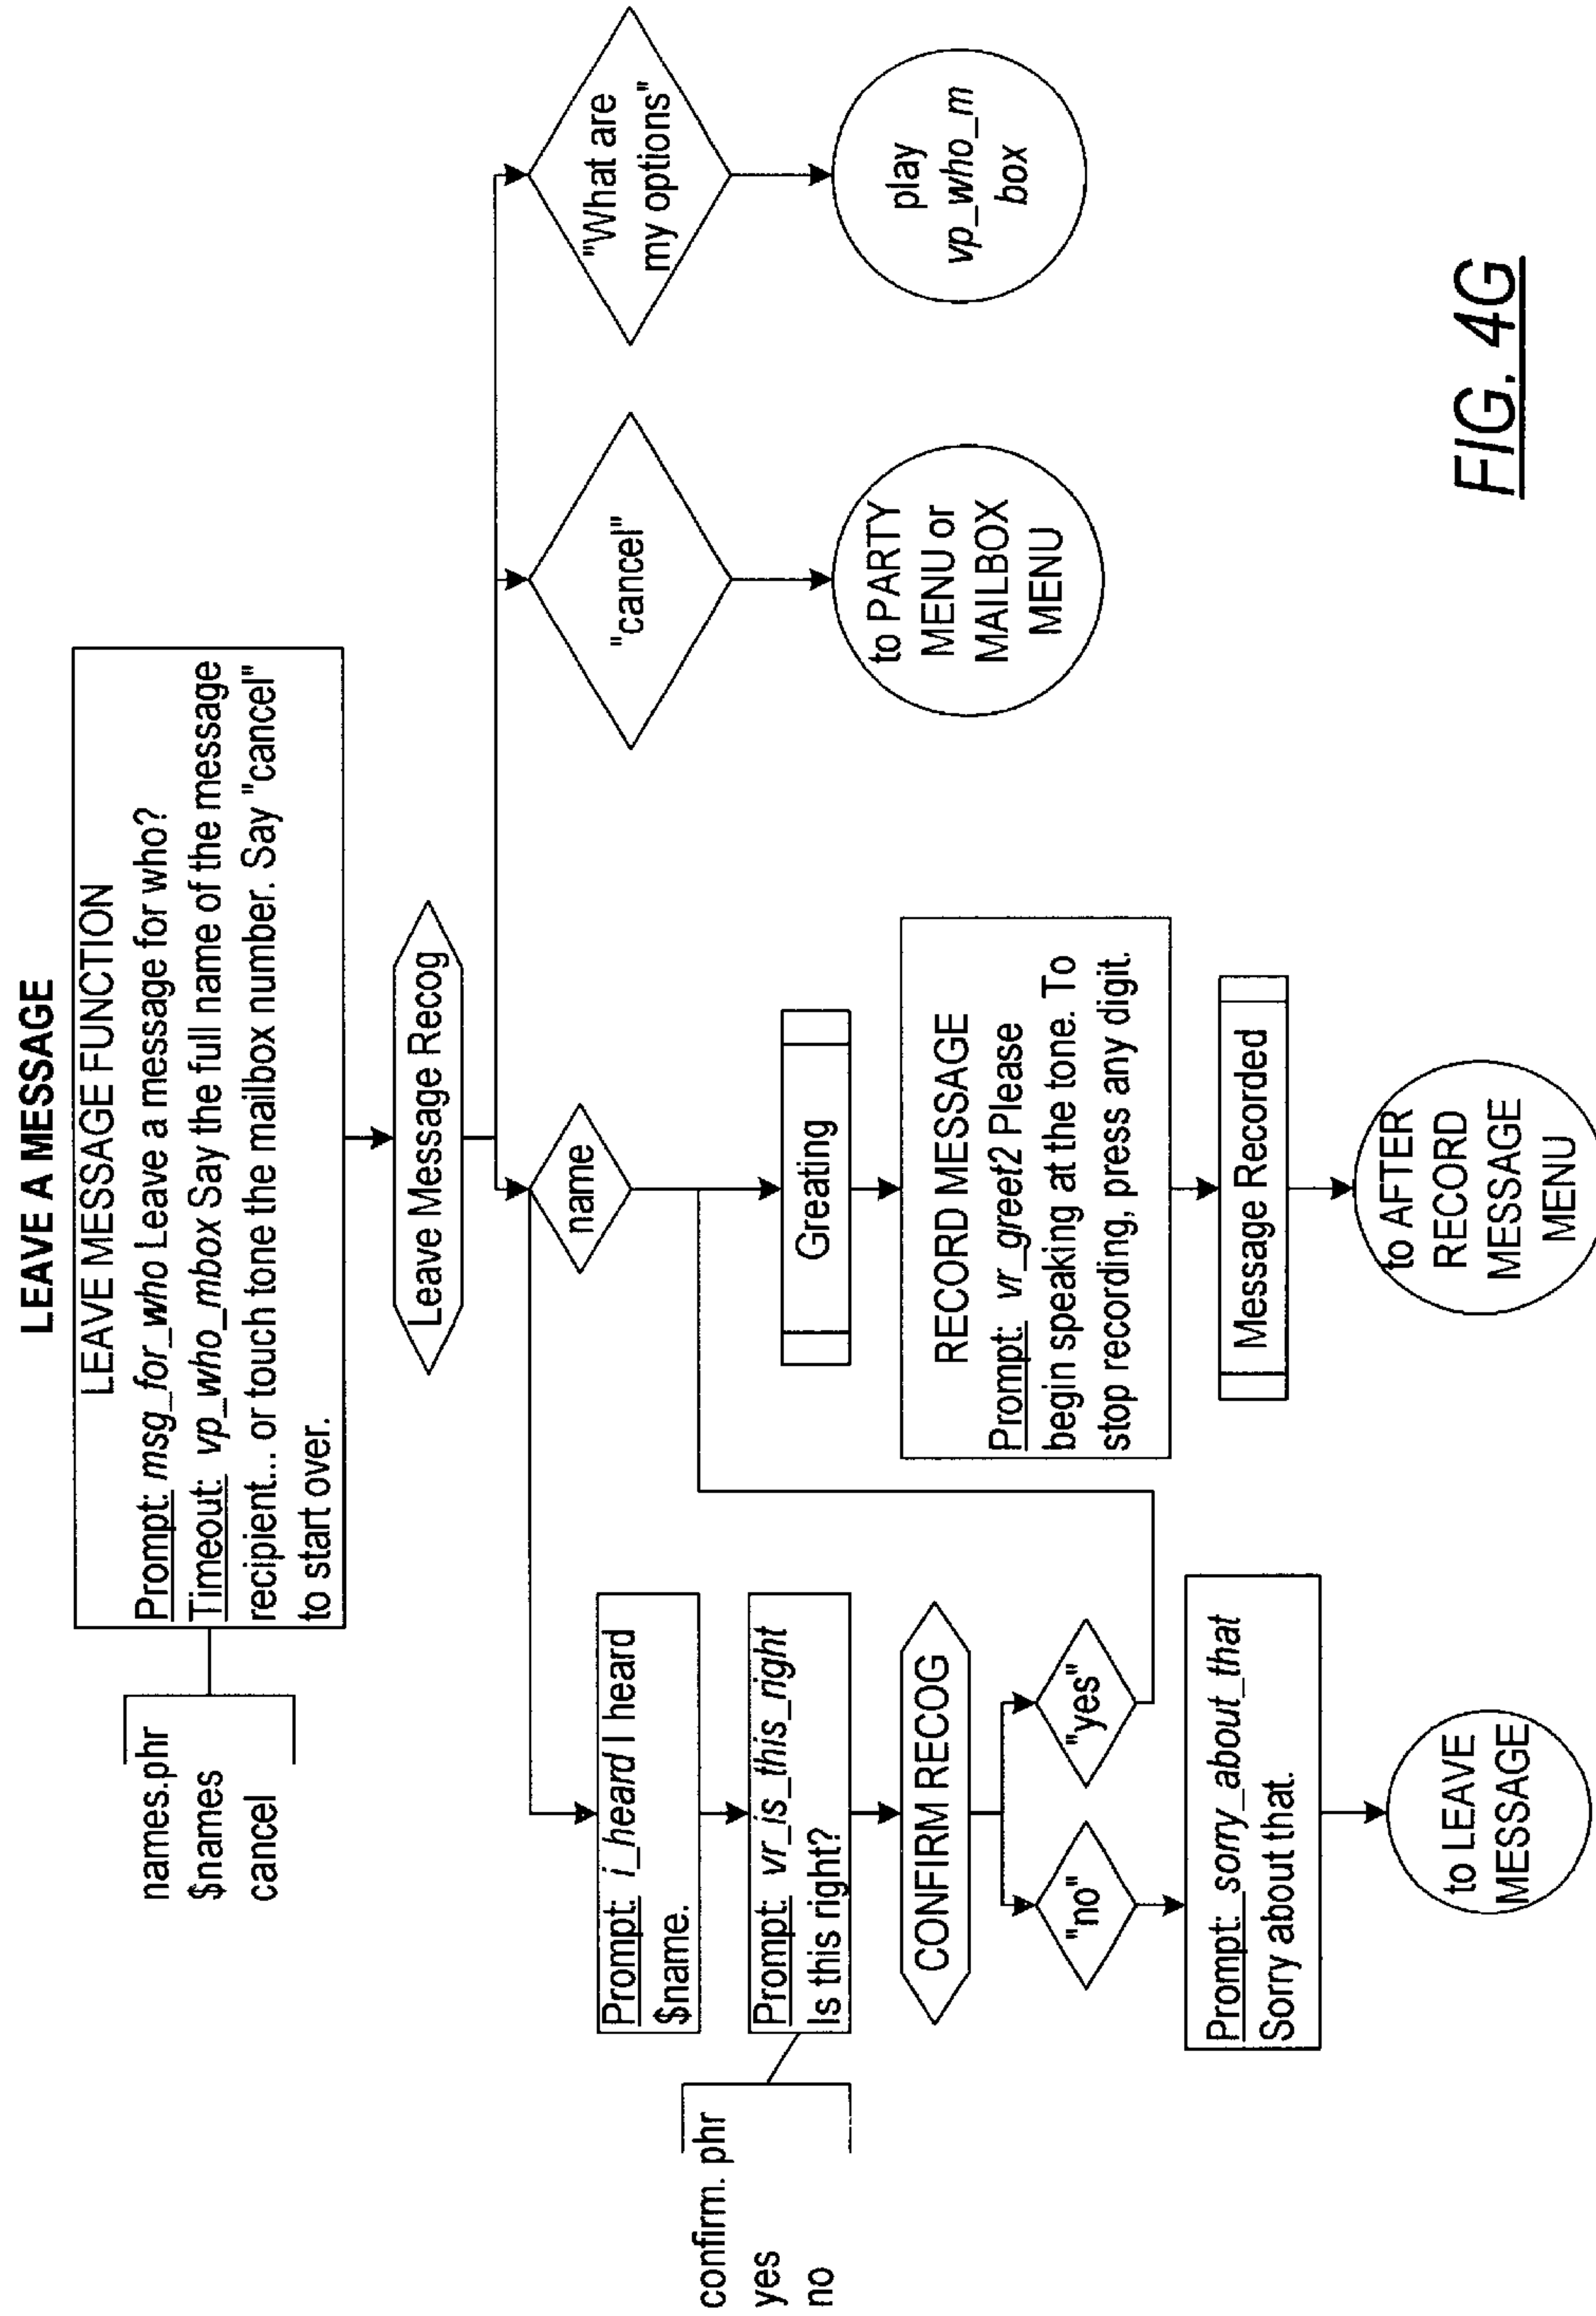 LEAVE A MESSAGE
names.phr
$names
cancel
LEAVE MESSAGE FUNCTION
Prompt: msg_for_who Leave a message for who?
Timeout: vp_who_mbox Say the full name of the message
recipient... or touch tone the mailbox number. Say "cancel"
to start over.
Leave Message Recog
name
"cancel"
"What are
my options"
Prompt: i_heard I heard
$name.
confirm. phr
yes
no
Prompt: vr_is_this_right
Is this right?
CONFIRM RECOG
"no"
"yes"
Prompt: sorry_about_that
Sorry about that.
to LEAVE
MESSAGE
Greating
RECORD MESSAGE
Prompt: vr_greet2 Please
begin speaking at the tone. To
stop recording, press any digit.
Message Recorded
to AFTER
RECORD
MESSAGE
MENU
to PARTY
MENU or
MAILBOX
MENU
play
vp_who_m
box
FIG. 4G